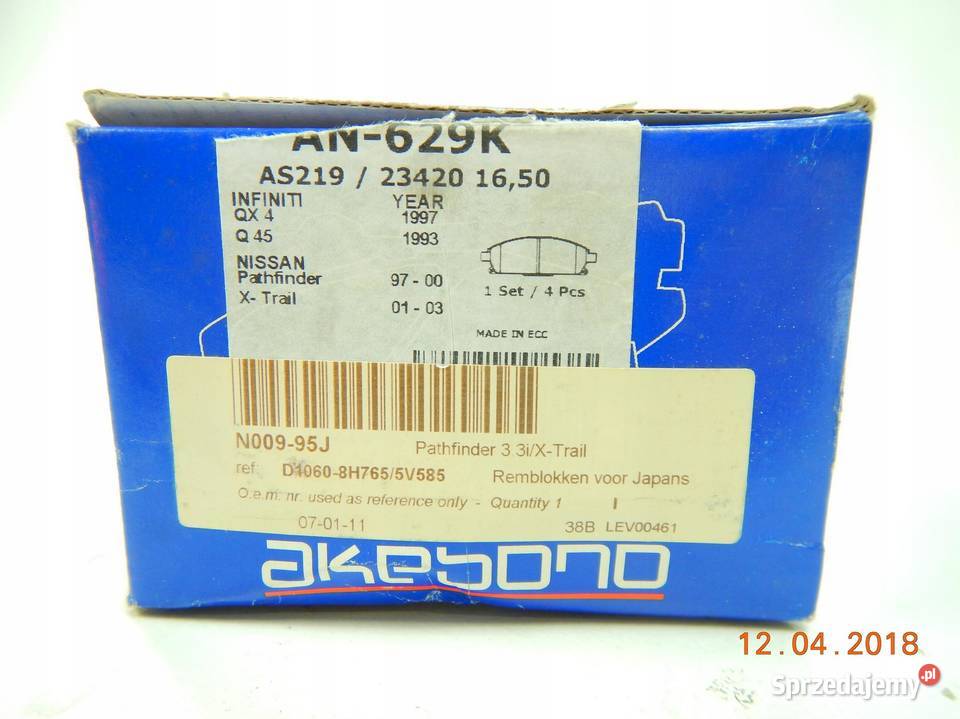 AN-629K
AS219 / 23420 16,50
INFINITI YEAR
QX 4 1997
Q 45 1993
NISSAN
Pathfinder 97 - 00
X- Trail 01 - 03
1 Set / 4 Pcs
MADE IN ECC
N009-95J Pathfinder 3 3i/X-Trail
ref: D1060-8H765/5V585 Remblokken voor Japans
O.e.m. nr. used as reference only - Quantity 1
07-01-11 38B LEV00461
akebono
12.04.2018
Sprzedajemy.pl